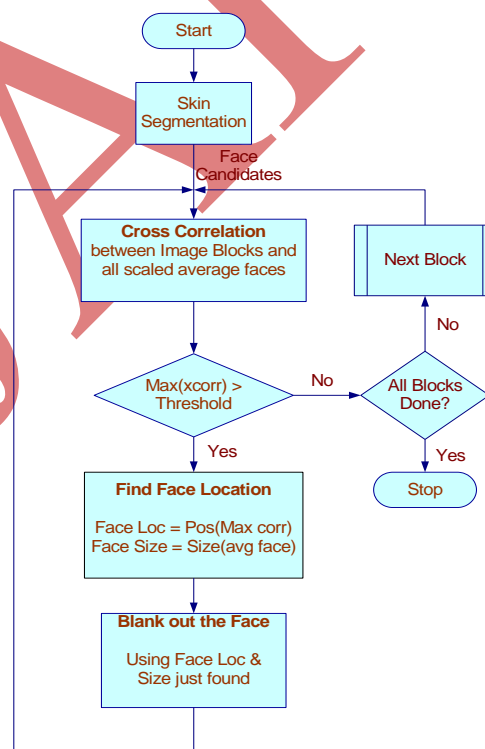 Start
Skin
Segmentation
Face
Candidates
Cross Correlation
between Image Blocks and
all scaled average faces
Next Block
No
Max(xcorr) >
Threshold
No
All Blocks
Done?
Yes
Yes
Find Face Location
Face Loc = Pos(Max corr)
Face Size = Size(avg face)
Stop
Blank out the Face
Using Face Loc &
Size just found